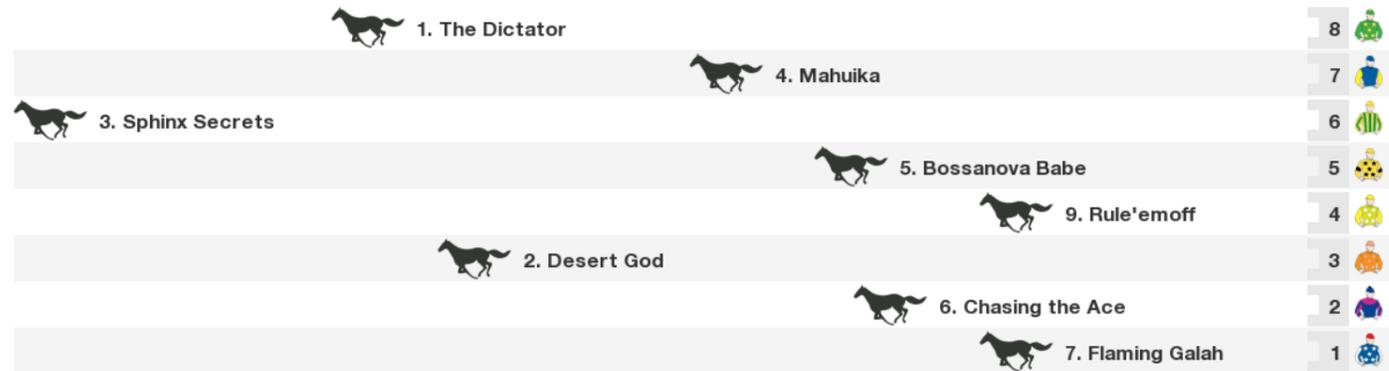 1. The Dictator 8
4. Mahuika 7
3. Sphinx Secrets 6
5. Bossanova Babe 5
9. Rule'emoff 4
2. Desert God 3
6. Chasing the Ace 2
7. Flaming Galah 1